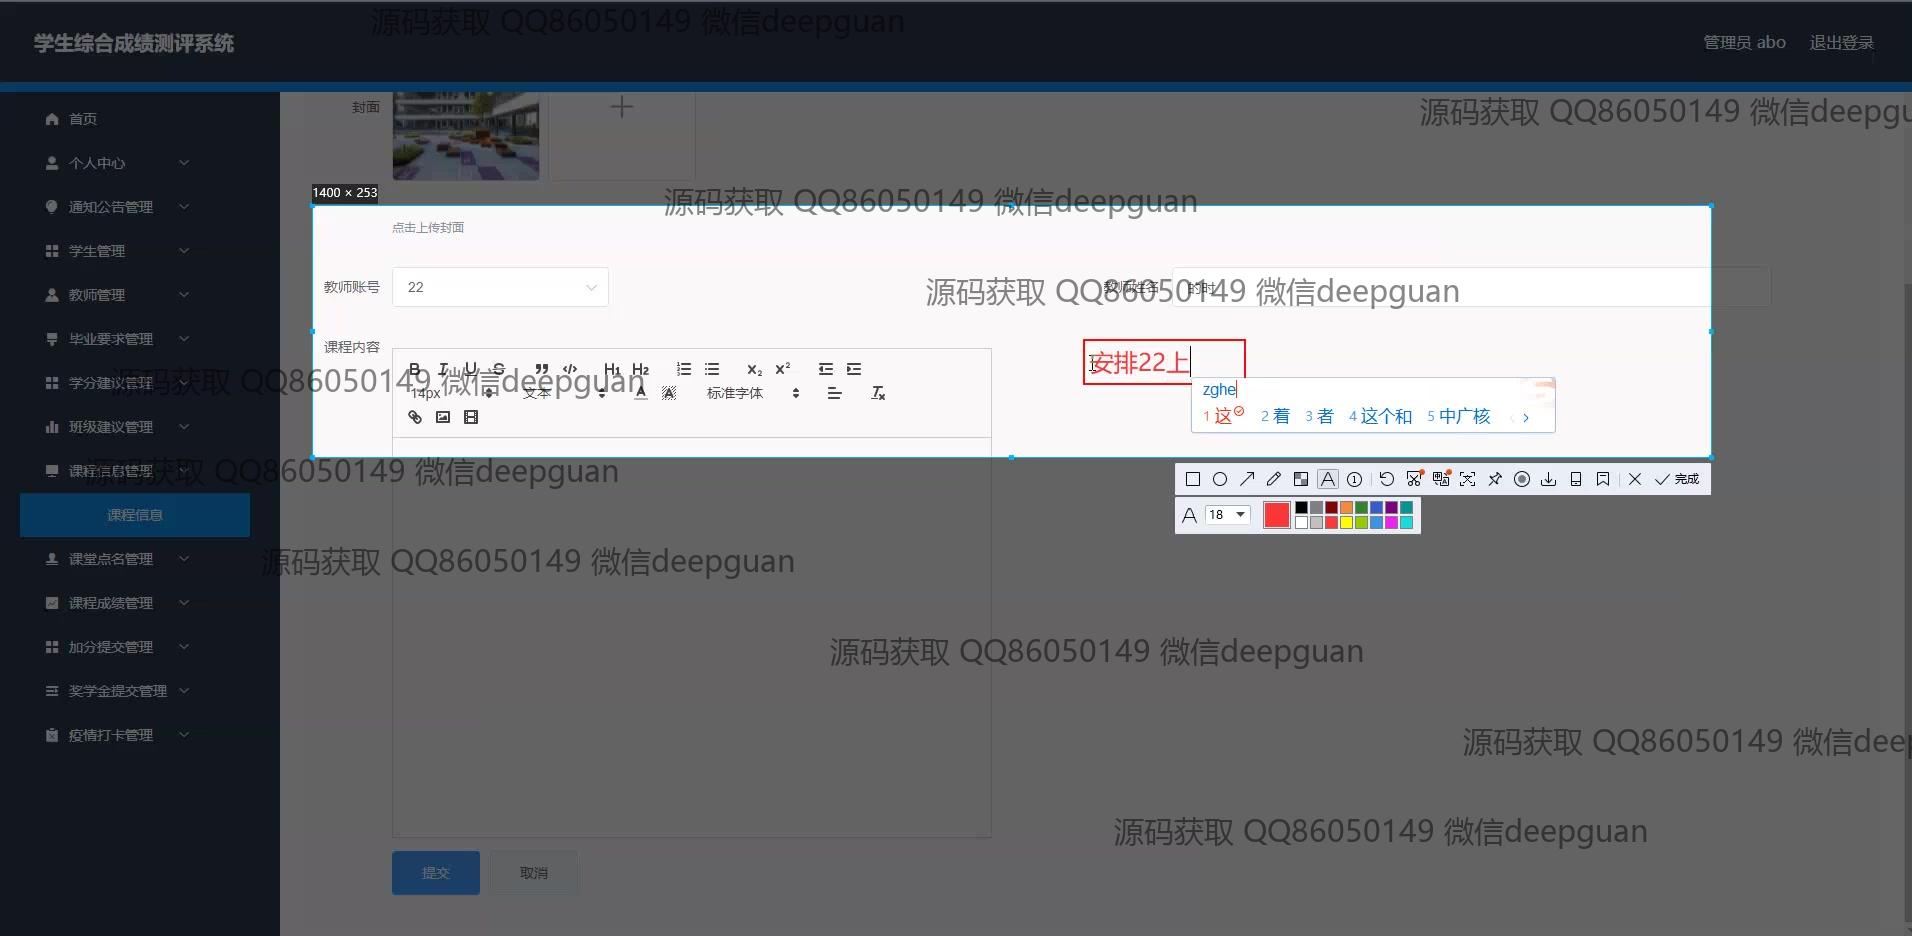 源码获取 QQ86050149 微信deepguan
学生综合成绩测评系统
管理员 abo
退出登录
首页
个人中心
通知公告管理
学生管理
教师管理
毕业要求管理
学分建议管理
班级建议管理
课程信息管理
课程信息
课堂点名管理
课程成绩管理
加分提交管理
奖学金提交管理
疫情打卡管理
封面
源码获取 QQ86050149 微信deepgu
1400 × 253
源码获取 QQ86050149 微信deepguan
点击上传封面
教师账号
22
教师姓名
的时
源码获取 QQ86050149 微信deepguan
课程内容
B I U S ” </> H1 H2 X₂ X²
14px
文本
A A
标准字体
Tx
安排22上
zghe
1 这 2 着 3 者 4 这个和 5 中广核
源码获取 QQ86050149 微信deepguan
源码获取 QQ86050149 微信deepguan
A 1 完成
A 18
源码获取 QQ86050149 微信deepguan
源码获取 QQ86050149 微信deepguan
源码获取 QQ86050149 微信deep
源码获取 QQ86050149 微信deepguan
提交
取消